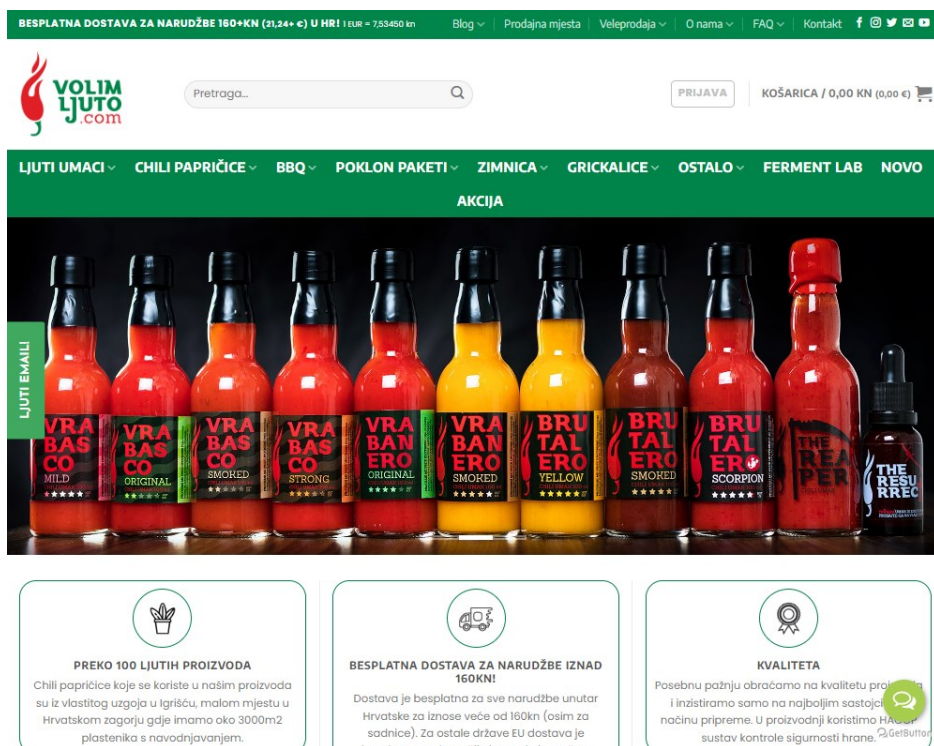 BESPLATNA DOSTAVA ZA NARUDŽBE 160+KN (21,24+ €) U HR! 1 EUR = 7,53450 kn
Blog
Prodajna mjesta
Veleprodaja
O nama
FAQ
Kontakt
VOLIM
LJUTO
.com
Pretraga...
PRIJAVA
KOŠARICA / 0,00 KN (0,00 €)
LJUTI UMACI
CHILI PAPRIČICE
BBQ
POKLON PAKETI
ZIMNICA
GRICKALICE
OSTALO
FERMENT LAB
NOVO
AKCIJA
LJUTI EMAILI
VRA
BAS
CO
MILD
VRA
BAS
CO
ORIGINAL
VRA
BAS
CO
SMOKED
VRA
BAS
CO
STRONG
VRA
BAN
ERO
ORIGINAL
VRA
BAN
ERO
SMOKED
BRU
TAL
ERO
YELLOW
BRU
TAL
ERO
SMOKED
BRU
TAL
ERO
SCORPION
THE
REA
PER
THE
RESU
RREC
PREKO 100 LJUTIH PROIZVODA
Chili papričice koje se koriste u našim proizvoda
su iz vlastitog uzgoja u Igrišću, malom mjestu u
Hrvatskom zagorju gdje imamo oko 3000m2
plastenika s navodnjavanjem.
BESPLATNA DOSTAVA ZA NARUDŽBE IZNAD
160KN!
Dostava je besplatna za sve narudžbe unutar
Hrvatske za iznose veće od 160kn (osim za
sadnice). Za ostale države EU dostava je
KVALITETA
Posebnu pažnju obraćamo na kvalitetu
i inzistiramo samo na najboljim
načinu pripreme. U proizvodnji koristimo
sustav kontrole sigurnosti hrane.
GetButton